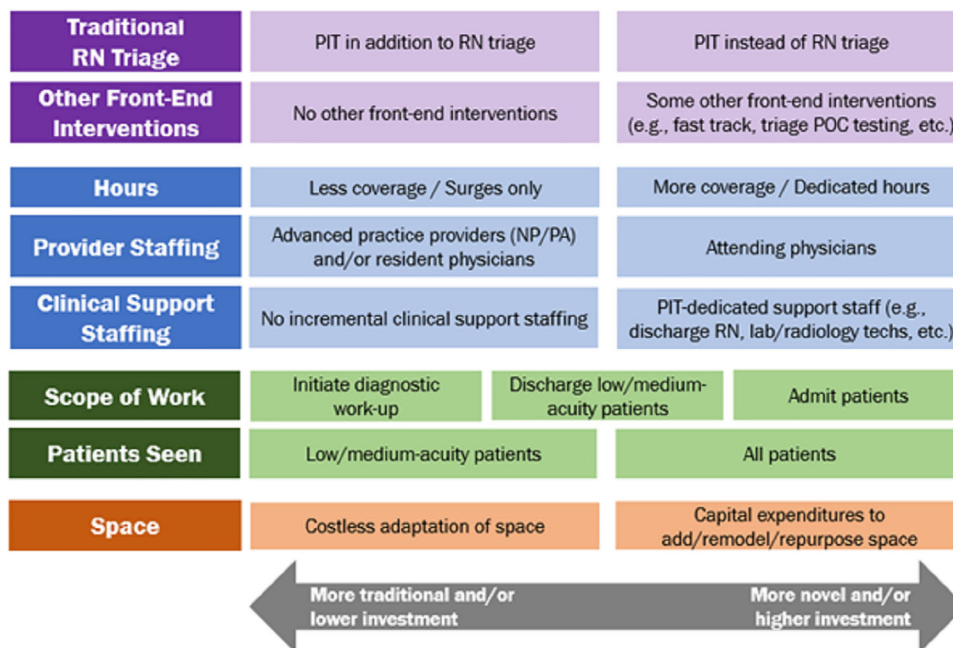 Traditional
RN Triage
PIT in addition to RN triage
PIT instead of RN triage
Other Front-End
Interventions
No other front-end interventions
Some other front-end interventions
(e.g., fast track, triage POC testing, etc.)
Hours
Less coverage / Surges only
More coverage / Dedicated hours
Provider Staffing
Advanced practice providers (NP/PA)
and/or resident physicians
Attending physicians
Clinical Support
Staffing
No incremental clinical support staffing
PIT-dedicated support staff (e.g.,
discharge RN, lab/radiology techs, etc.)
Scope of Work
Initiate diagnostic
work-up
Discharge low/medium-
acuity patients
Admit patients
Patients Seen
Low/medium-acuity patients
All patients
Space
Costless adaptation of space
Capital expenditures to
add/remodel/repurpose space
More traditional and/or
lower investment
More novel and/or
higher investment